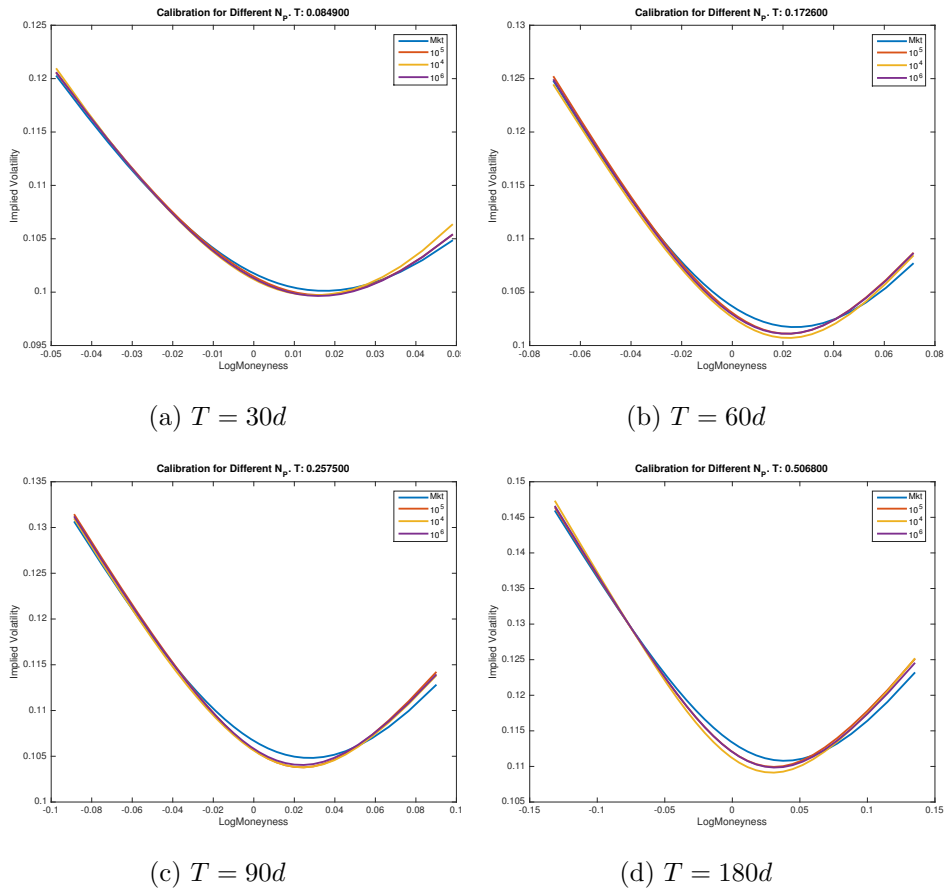 Calibration for Different N_P. T: 0.084900
0.125
0.12
0.115
0.11
0.105
0.1
0.095
Implied Volatility
Mkt
10^5
10^4
10^6
-0.05 -0.04 -0.03 -0.02 -0.01 0 0.01 0.02 0.03 0.04 0.05
LogMoneyness
(a) T = 30d
Calibration for Different N_P. T: 0.172600
0.13
0.125
0.12
0.115
0.11
0.105
0.1
Implied Volatility
Mkt
10^5
10^4
10^6
-0.08 -0.06 -0.04 -0.02 0 0.02 0.04 0.06 0.08
LogMoneyness
(b) T = 60d
Calibration for Different N_P. T: 0.257500
0.135
0.13
0.125
0.12
0.115
0.11
0.105
0.1
Implied Volatility
Mkt
10^5
10^4
10^6
-0.1 -0.08 -0.06 -0.04 -0.02 0 0.02 0.04 0.06 0.08 0.1
LogMoneyness
(c) T = 90d
Calibration for Different N_P. T: 0.506800
0.15
0.145
0.14
0.135
0.13
0.125
0.12
0.115
0.11
0.105
Implied Volatility
Mkt
10^5
10^4
10^6
-0.15 -0.1 -0.05 0 0.05 0.1 0.15
LogMoneyness
(d) T = 180d